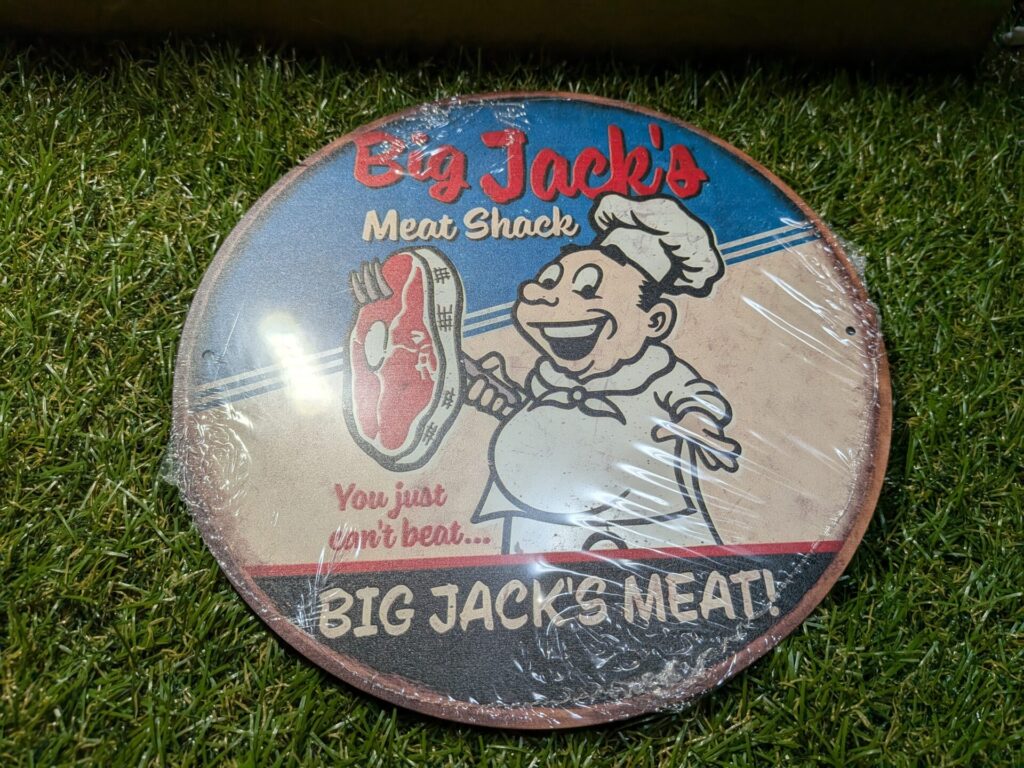 Big Jack's
Meat Shack
You just
can't beat...
BIG JACK'S MEAT!